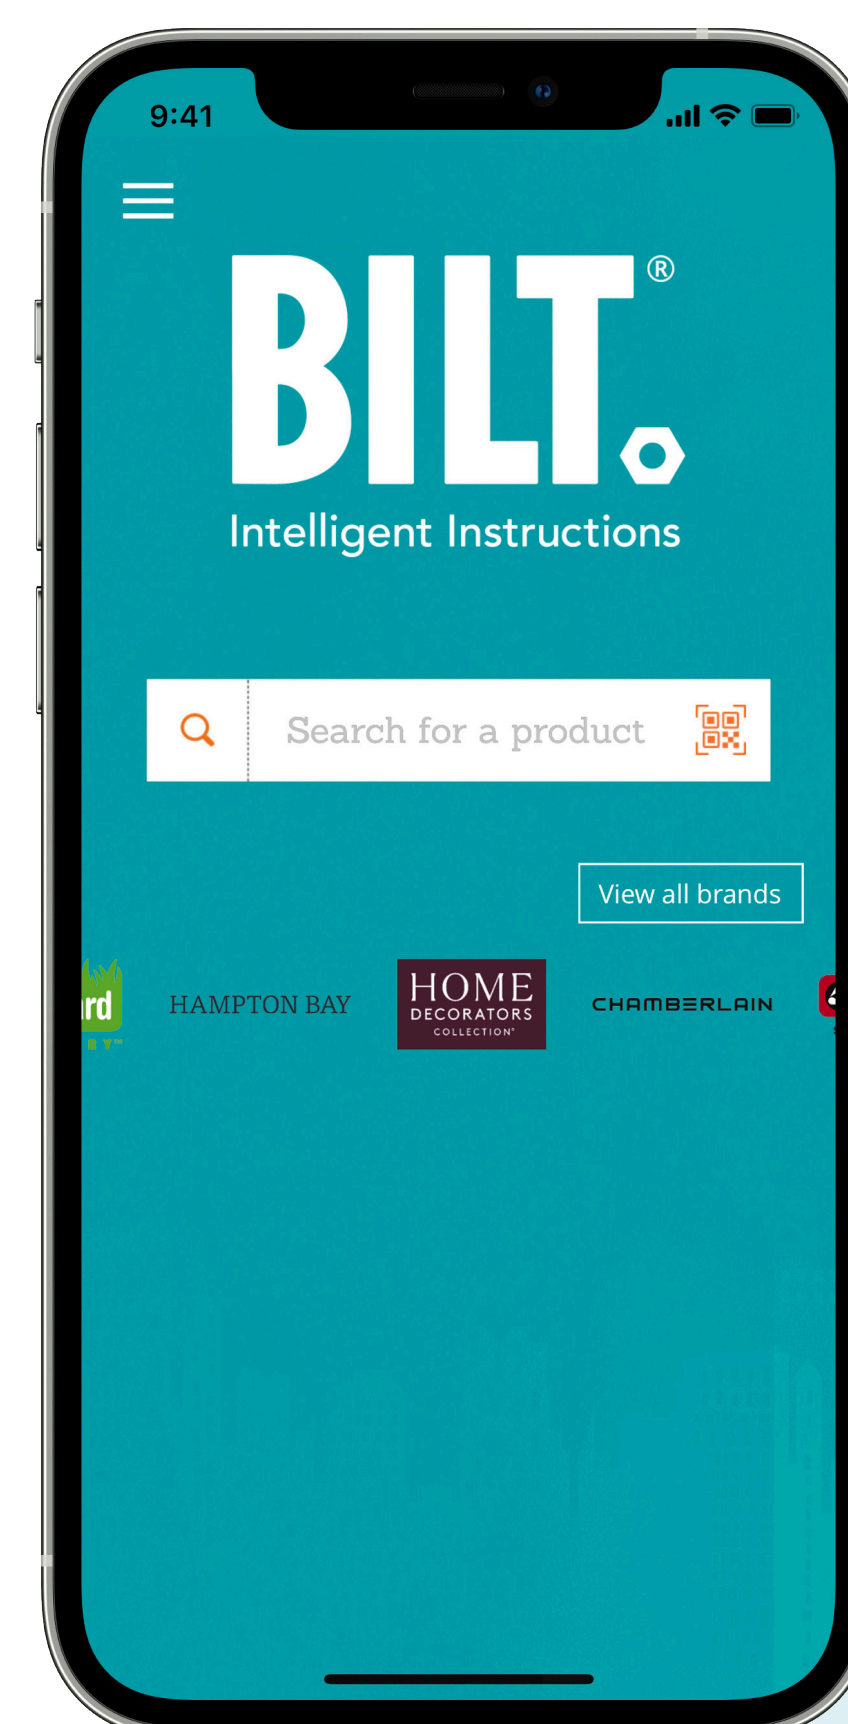 9:41
BILT®
Intelligent Instructions
Search for a product
View all brands
HAMPTON BAY
HOME
DECORATORS
COLLECTION
CHAMBERLAIN